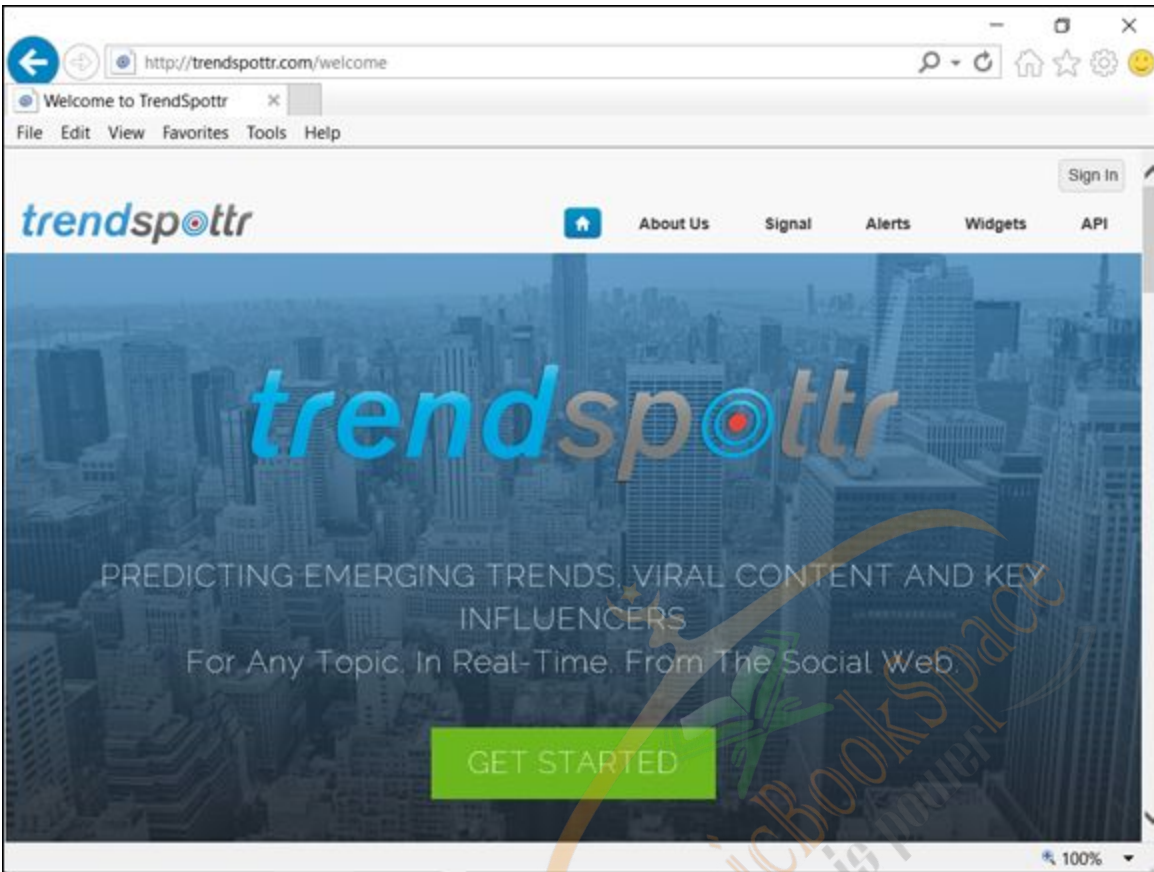 http://trendspottr.com/welcome
Welcome to TrendSpottr
File Edit View Favorites Tools Help
Sign In
trendspottr
About Us Signal Alerts Widgets API
trendspottr
PREDICTING EMERGING TRENDS, VIRAL CONTENT AND KEY
INFLUENCERS
For Any Topic. In Real-Time. From The Social Web.
GET STARTED
100%